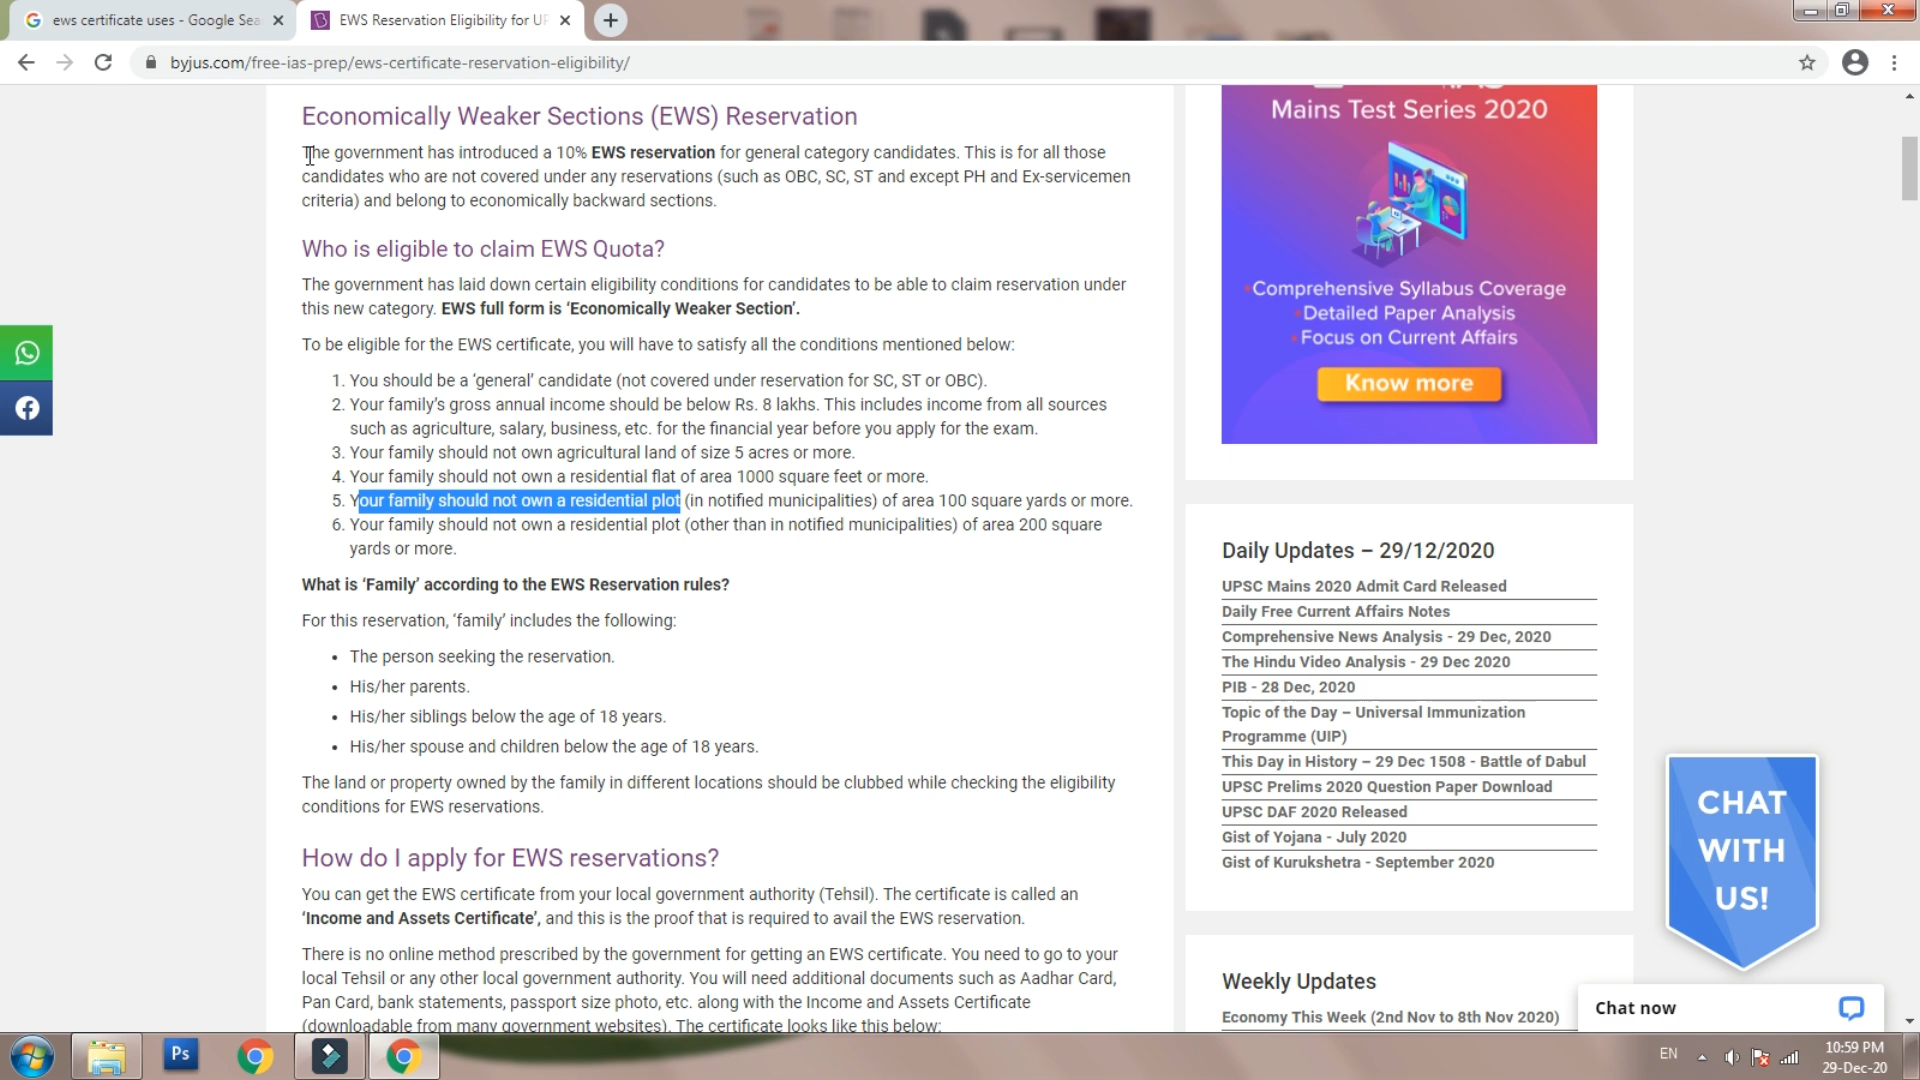 ews certificate uses - Google Sea
EWS Reservation Eligibility for UP
byjus.com/free-ias-prep/ews-certificate-reservation-eligibility/
Economically Weaker Sections (EWS) Reservation
The government has introduced a 10% EWS reservation for general category candidates. This is for all those
candidates who are not covered under any reservations (such as OBC, SC, ST and except PH and Ex-servicemen
criteria) and belong to economically backward sections.
Who is eligible to claim EWS Quota?
The government has laid down certain eligibility conditions for candidates to be able to claim reservation under
this new category. EWS full form is ‘Economically Weaker Section’.
To be eligible for the EWS certificate, you will have to satisfy all the conditions mentioned below:
1. You should be a ‘general’ candidate (not covered under reservation for SC, ST or OBC).
2. Your family’s gross annual income should be below Rs. 8 lakhs. This includes income from all sources
such as agriculture, salary, business, etc. for the financial year before you apply for the exam.
3. Your family should not own agricultural land of size 5 acres or more.
4. Your family should not own a residential flat of area 1000 square feet or more.
5. Your family should not own a residential plot (in notified municipalities) of area 100 square yards or more.
6. Your family should not own a residential plot (other than in notified municipalities) of area 200 square
yards or more.
What is ‘Family’ according to the EWS Reservation rules?
For this reservation, ‘family’ includes the following:
• The person seeking the reservation.
• His/her parents.
• His/her siblings below the age of 18 years.
• His/her spouse and children below the age of 18 years.
The land or property owned by the family in different locations should be clubbed while checking the eligibility
conditions for EWS reservations.
How do I apply for EWS reservations?
You can get the EWS certificate from your local government authority (Tehsil). The certificate is called an
‘Income and Assets Certificate’, and this is the proof that is required to avail the EWS reservation.
There is no online method prescribed by the government for getting an EWS certificate. You need to go to your
local Tehsil or any other local government authority. You will need additional documents such as Aadhar Card,
Pan Card, bank statements, passport size photo, etc. along with the Income and Assets Certificate
(downloadable from many government websites). The certificate looks like this below:
Mains Test Series 2020
•Comprehensive Syllabus Coverage
•Detailed Paper Analysis
•Focus on Current Affairs
Know more
Daily Updates – 29/12/2020
UPSC Mains 2020 Admit Card Released
Daily Free Current Affairs Notes
Comprehensive News Analysis - 29 Dec, 2020
The Hindu Video Analysis - 29 Dec 2020
PIB - 28 Dec, 2020
Topic of the Day – Universal Immunization
Programme (UIP)
This Day in History – 29 Dec 1508 - Battle of Dabul
UPSC Prelims 2020 Question Paper Download
UPSC DAF 2020 Released
Gist of Yojana - July 2020
Gist of Kurukshetra - September 2020
Weekly Updates
Economy This Week (2nd Nov to 8th Nov 2020)
CHAT
WITH
US!
Chat now
Ps
EN
10:59 PM
29-Dec-20